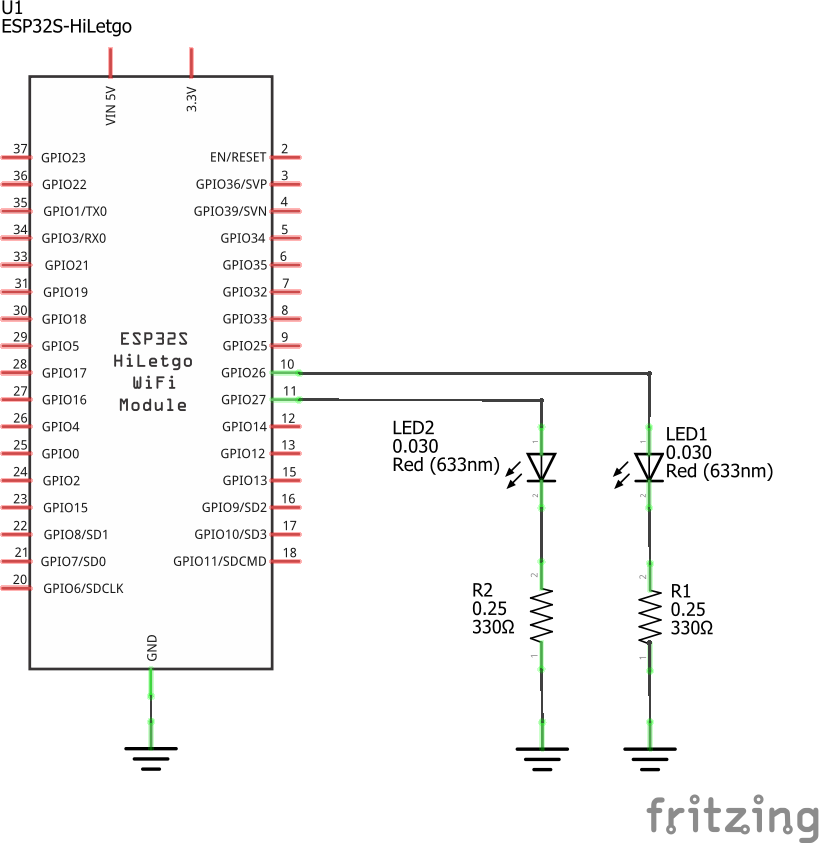 U1
ESP32S-HiLetgo
VIN 5V
3.3V
37 GPIO23
EN/RESET 2
36 GPIO22
GPIO36/SVP 3
35 GPIO1/TX0
GPIO39/SVN 4
34 GPIO3/RX0
GPIO34 5
33 GPIO21
GPIO35 6
31 GPIO19
GPIO32 7
30 GPIO18
GPIO33 8
29 GPIO5
GPIO25 9
28 GPIO17
GPIO26 10
27 GPIO16
GPIO27 11
26 GPIO4
GPIO14 12
25 GPIO0
GPIO12 13
24 GPIO2
GPIO13 15
23 GPIO15
GPIO9/SD2 16
22 GPIO8/SD1
GPIO10/SD3 17
21 GPIO7/SD0
GPIO11/SDCMD 18
20 GPIO6/SDCLK
ESP32S
HiLetgo
WiFi
Module
GND
LED2
0.030
Red (633nm)
1
2
LED1
0.030
Red (633nm)
1
2
R2
0.25
330Ω
2
1
R1
0.25
330Ω
2
1
fritzing